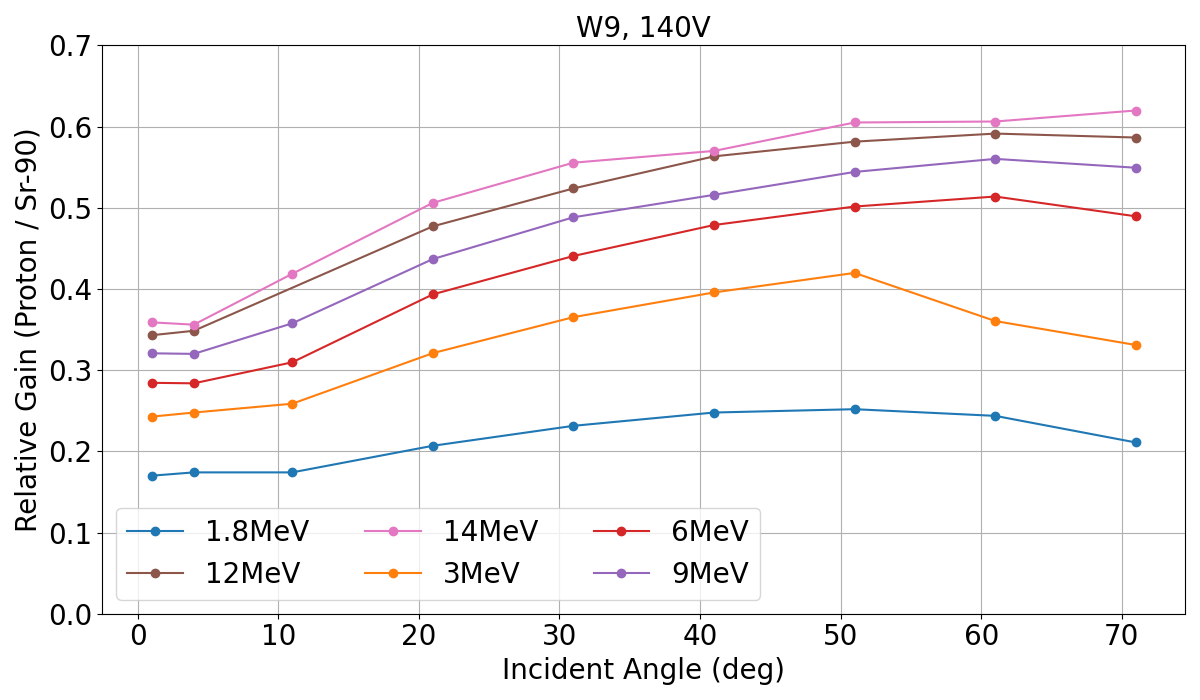 W9, 140V
Relative Gain (Proton / Sr-90)
0.7
0.6
0.5
0.4
0.3
0.2
0.1
0.0
1.8MeV 14MeV 6MeV
12MeV 3MeV 9MeV
0 10 20 30 40 50 60 70
Incident Angle (deg)